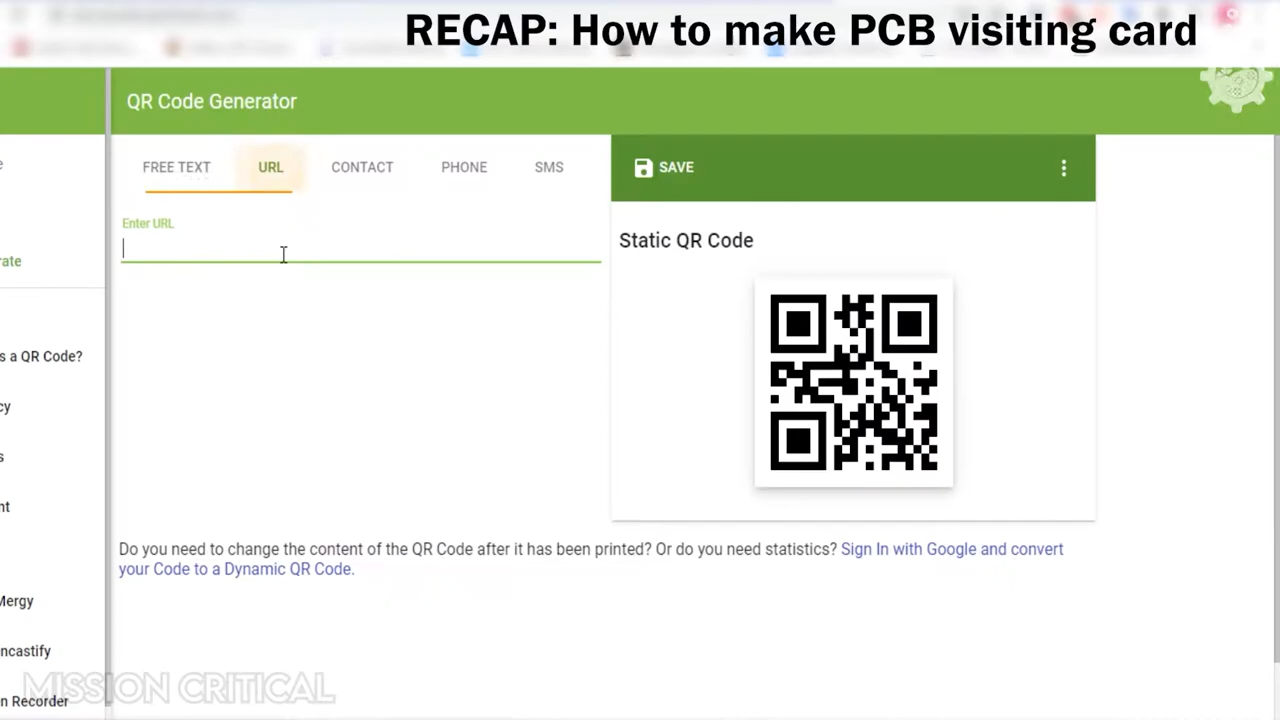 RECAP: How to make PCB visiting card
QR Code Generator
FREE TEXT URL CONTACT PHONE SMS
SAVE
Enter URL
Static QR Code
rate
s a QR Code?
cy
s
nt
Do you need to change the content of the QR Code after it has been printed? Or do you need statistics? Sign In with Google and convert
your Code to a Dynamic QR Code.
Mergy
ncastify
n Recorder
MISSION CRITICAL